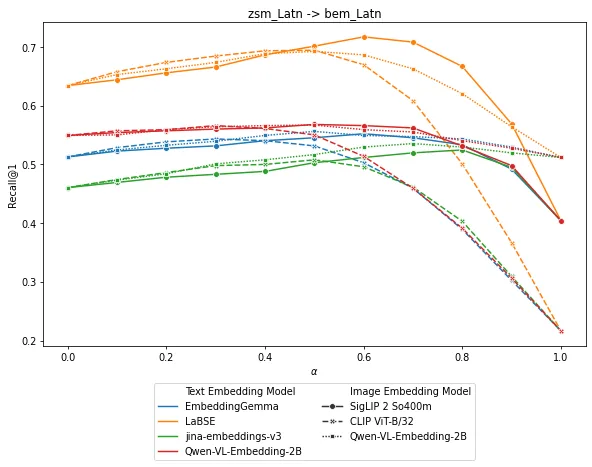 zsm_Latn -> bem_Latn
Recall@1
0.7
0.6
0.5
0.4
0.3
0.2
0.0 0.2 0.4 0.6 0.8 1.0
α
Text Embedding Model Image Embedding Model
EmbeddingGemma SigLIP 2 So400m
LaBSE CLIP ViT-B/32
jina-embeddings-v3 Qwen-VL-Embedding-2B
Qwen-VL-Embedding-2B